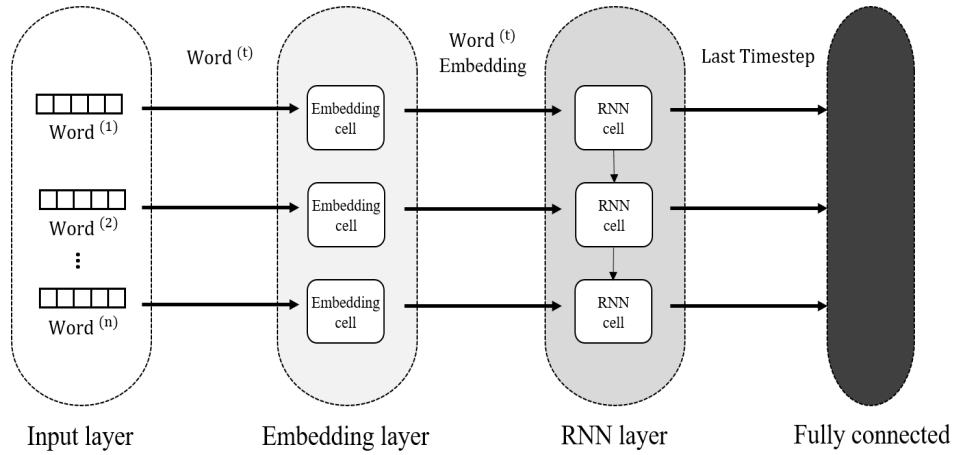 Word (t)
Word (t)
Embedding
Last Timestep
Word (1)
Embedding
cell
RNN
cell
Word (2)
Embedding
cell
RNN
cell
...
Word (n)
Embedding
cell
RNN
cell
Input layer
Embedding layer
RNN layer
Fully connected